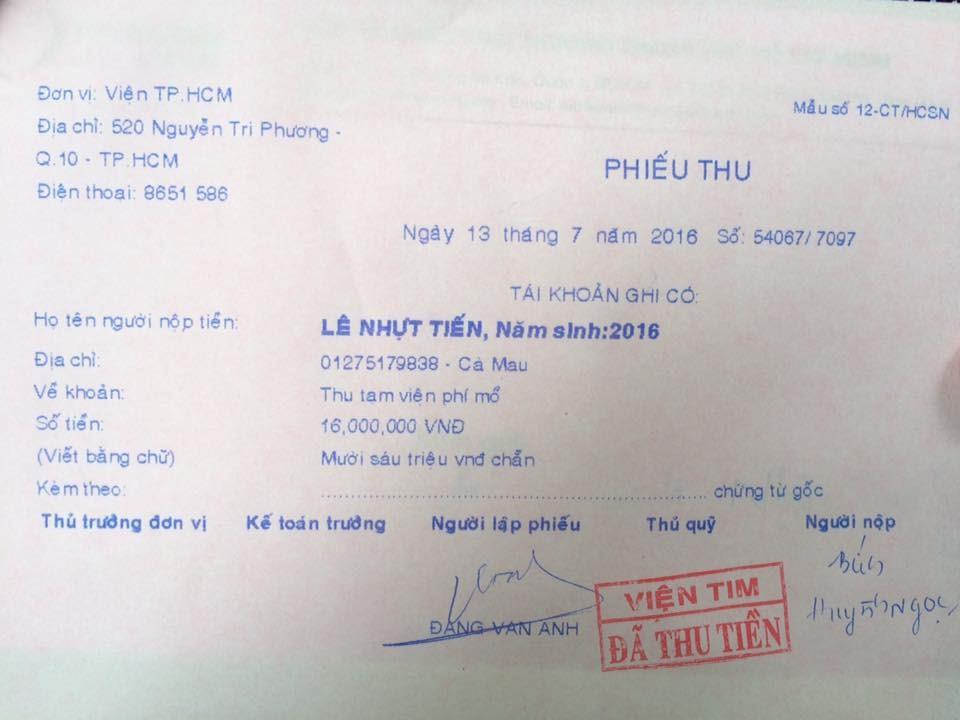 Đơn vị: Viện TP.HCM
Địa chỉ: 520 Nguyễn Tri Phương -
Q.10 - TP.HCM
Điện thoại: 8651 586
Mẫu số 12-CT/HCSN
PHIẾU THU
Ngày 13 tháng 7 năm 2016 Số: 54067/7097
TÁI KHOẢN GHI CÓ:
Họ tên người nộp tiền: LÊ NHỰT TIẾN, Năm sinh:2016
Địa chỉ: 01275179838 - Cà Mau
Về khoản: Thu tạm viện phí mổ
Số tiền: 16,000,000 VNĐ
(Viết bằng chữ) Mười sáu triệu vnđ chẵn
Kèm theo: ........................................................ chứng từ gốc
Thủ trưởng đơn vị Kế toán trưởng Người lập phiếu Thủ quỹ Người nộp
ĐẶNG VAN ANH
VIỆN TIM
ĐÃ THU TIỀN
Bích
Huỳnh Ngọc